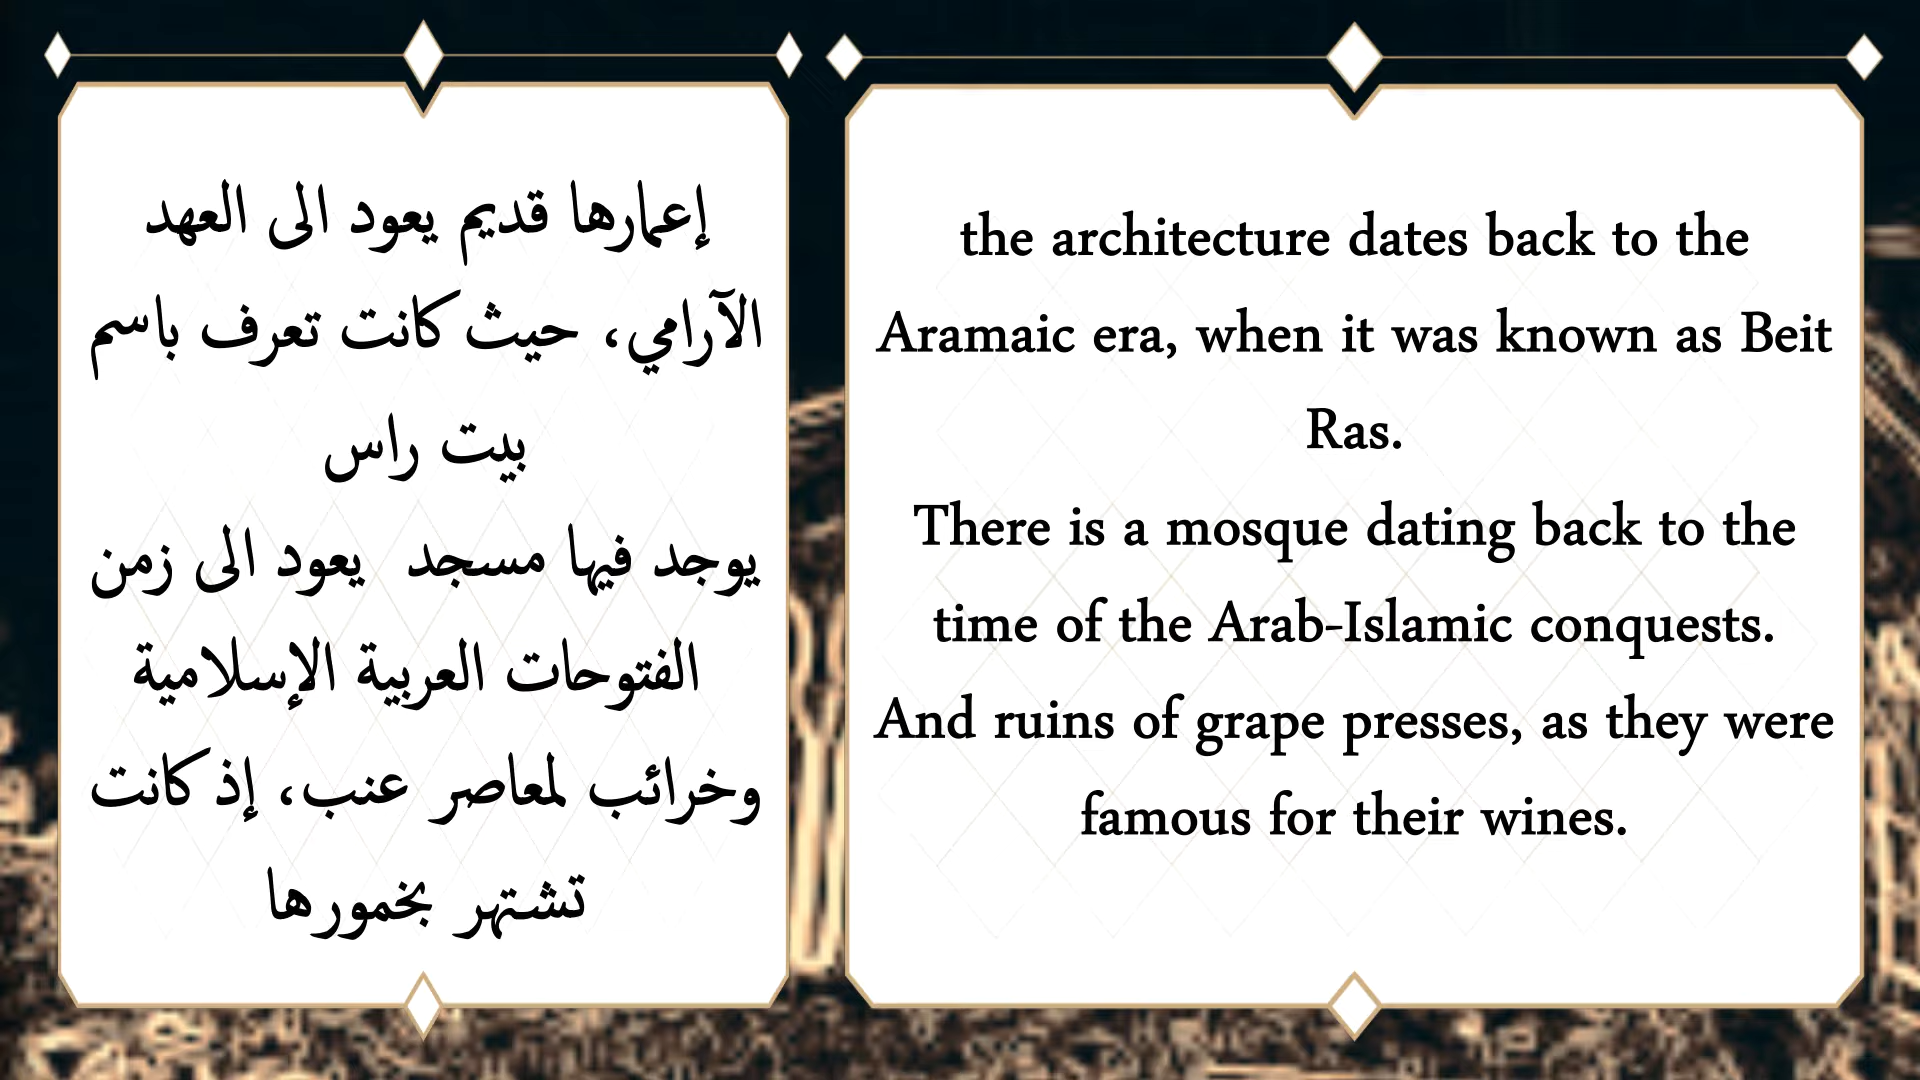 إعمارها قديم يعود الى العهد
الآرامي، حيث كانت تعرف باسم
بيت راس
يوجد فيها مسجد يعود الى زمن
الفتوحات العربية الإسلامية
وخرائب لمعاصر عنب، إذ كانت
تشتهر بخمورها
the architecture dates back to the
Aramaic era, when it was known as Beit
Ras.
There is a mosque dating back to the
time of the Arab-Islamic conquests.
And ruins of grape presses, as they were
famous for their wines.